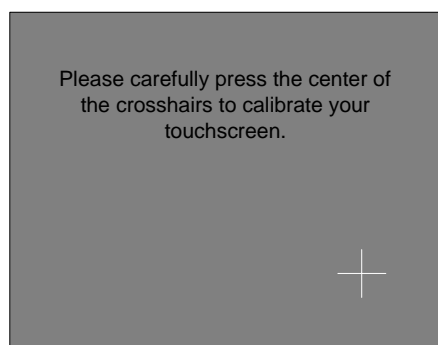 Please carefully press the center of
the crosshairs to calibrate your
touchscreen.